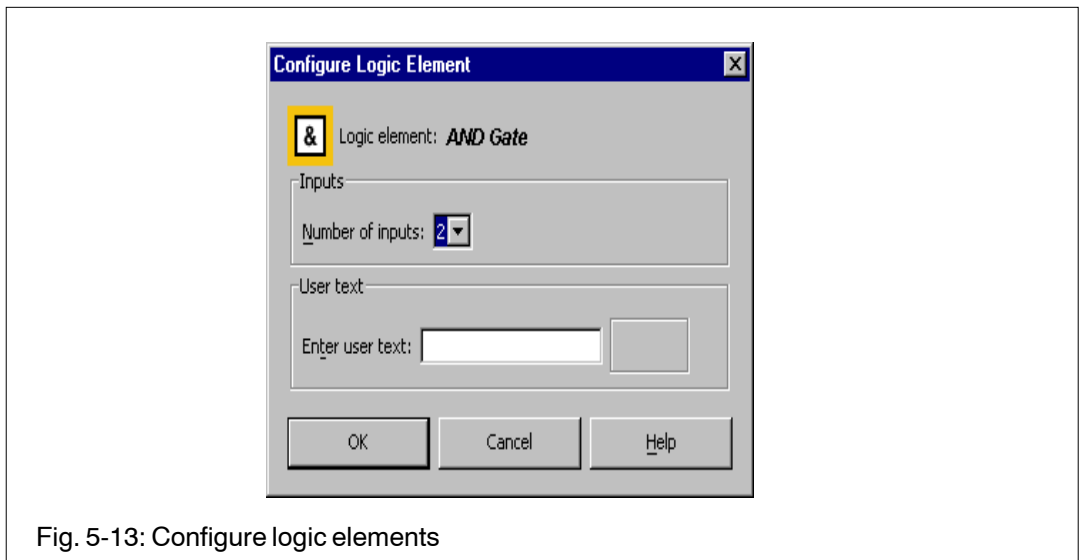 Configure Logic Element
& Logic element: AND Gate
Inputs
Number of inputs: 2
User text
Enter user text:
OK Cancel Help
Fig. 5-13: Configure logic elements